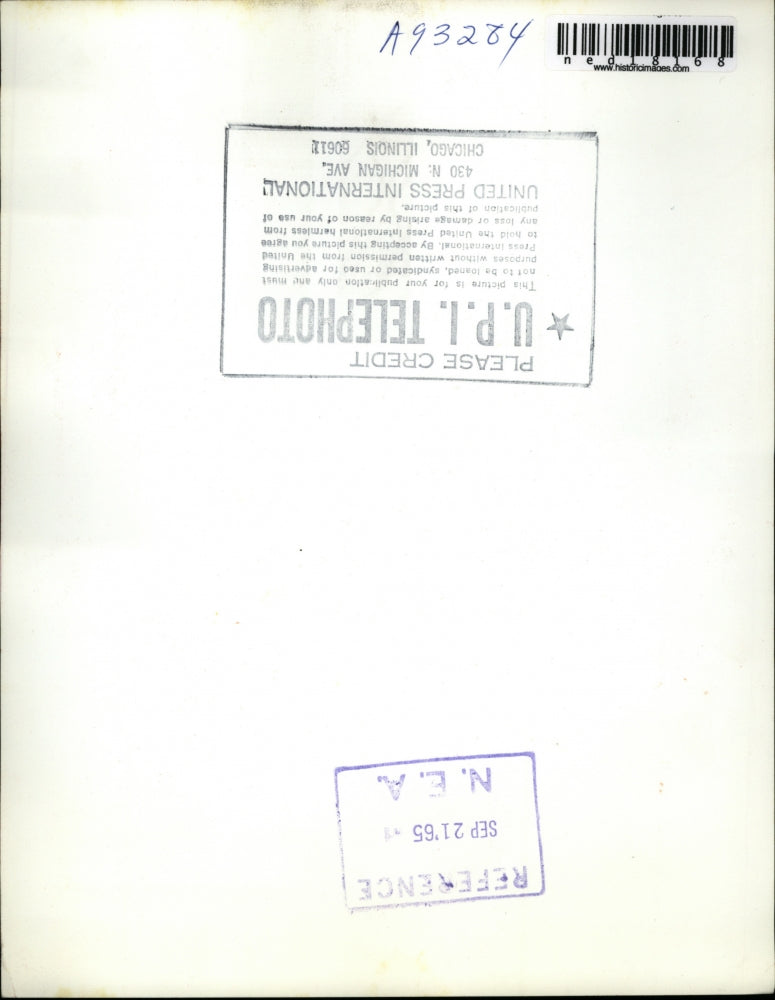 A93284
ned18168
www.historicimages.com
PLEASE CREDIT
U.P.I. TELEPHOTO
This picture is for your publication only and must
not to be loaned, syndicated or used for advertising
purposes without written permission from the United
Press International. By accepting this picture you agree
to hold the United Press International harmless from
any loss or damage arising by reason of your use of
publication of this picture.
UNITED PRESS INTERNATIONAL
430 N. MICHIGAN AVE.
CHICAGO, ILLINOIS 60611
REFERENCE
SEP 21'65
N. E. A.